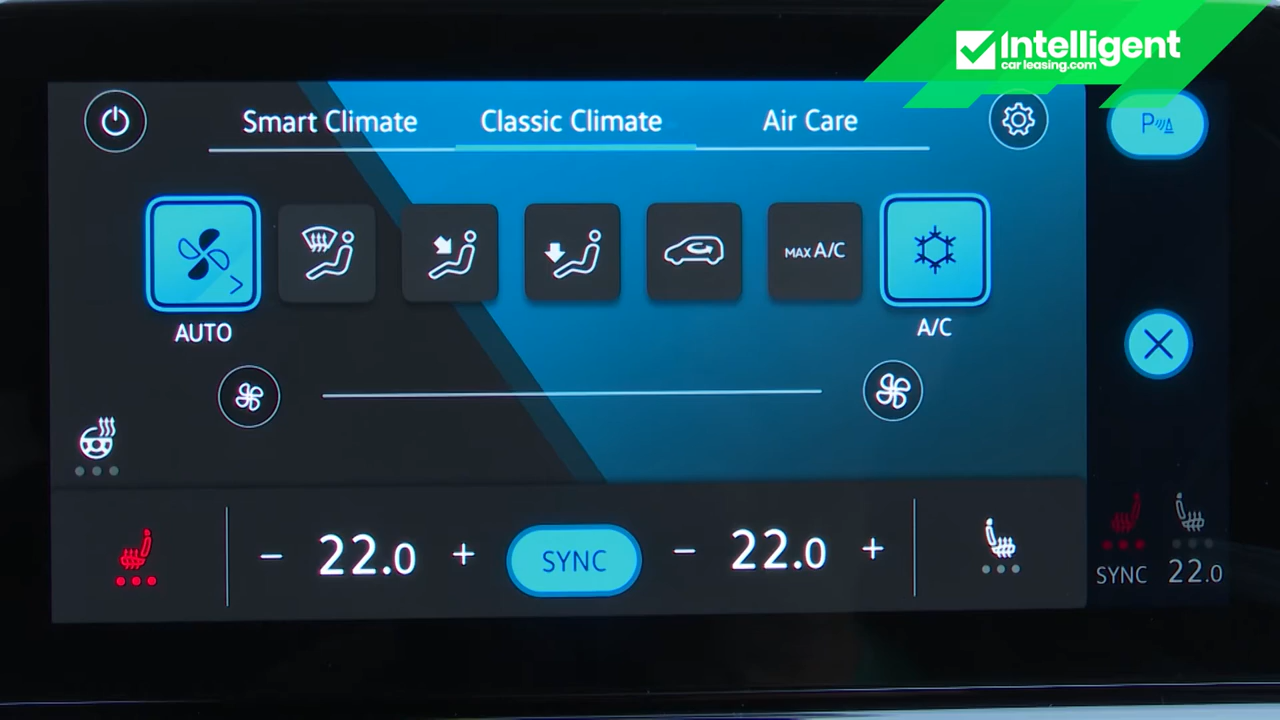 Intelligent
car leasing.com
Smart Climate
Classic Climate
Air Care
P
MAX A/C
AUTO
A/C
- 22.0 +
SYNC
- 22.0 +
SYNC 22.0